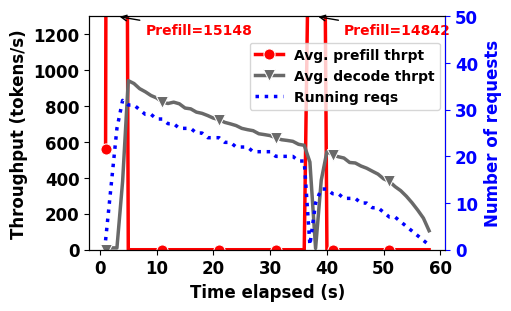 Prefill=15148
Prefill=14842
Avg. prefill thrpt
Avg. decode thrpt
Running reqs
Throughput (tokens/s)
1200
1000
800
600
400
200
0
50
40
30
20
10
0
Number of requests
0
10
20
30
40
50
60
Time elapsed (s)